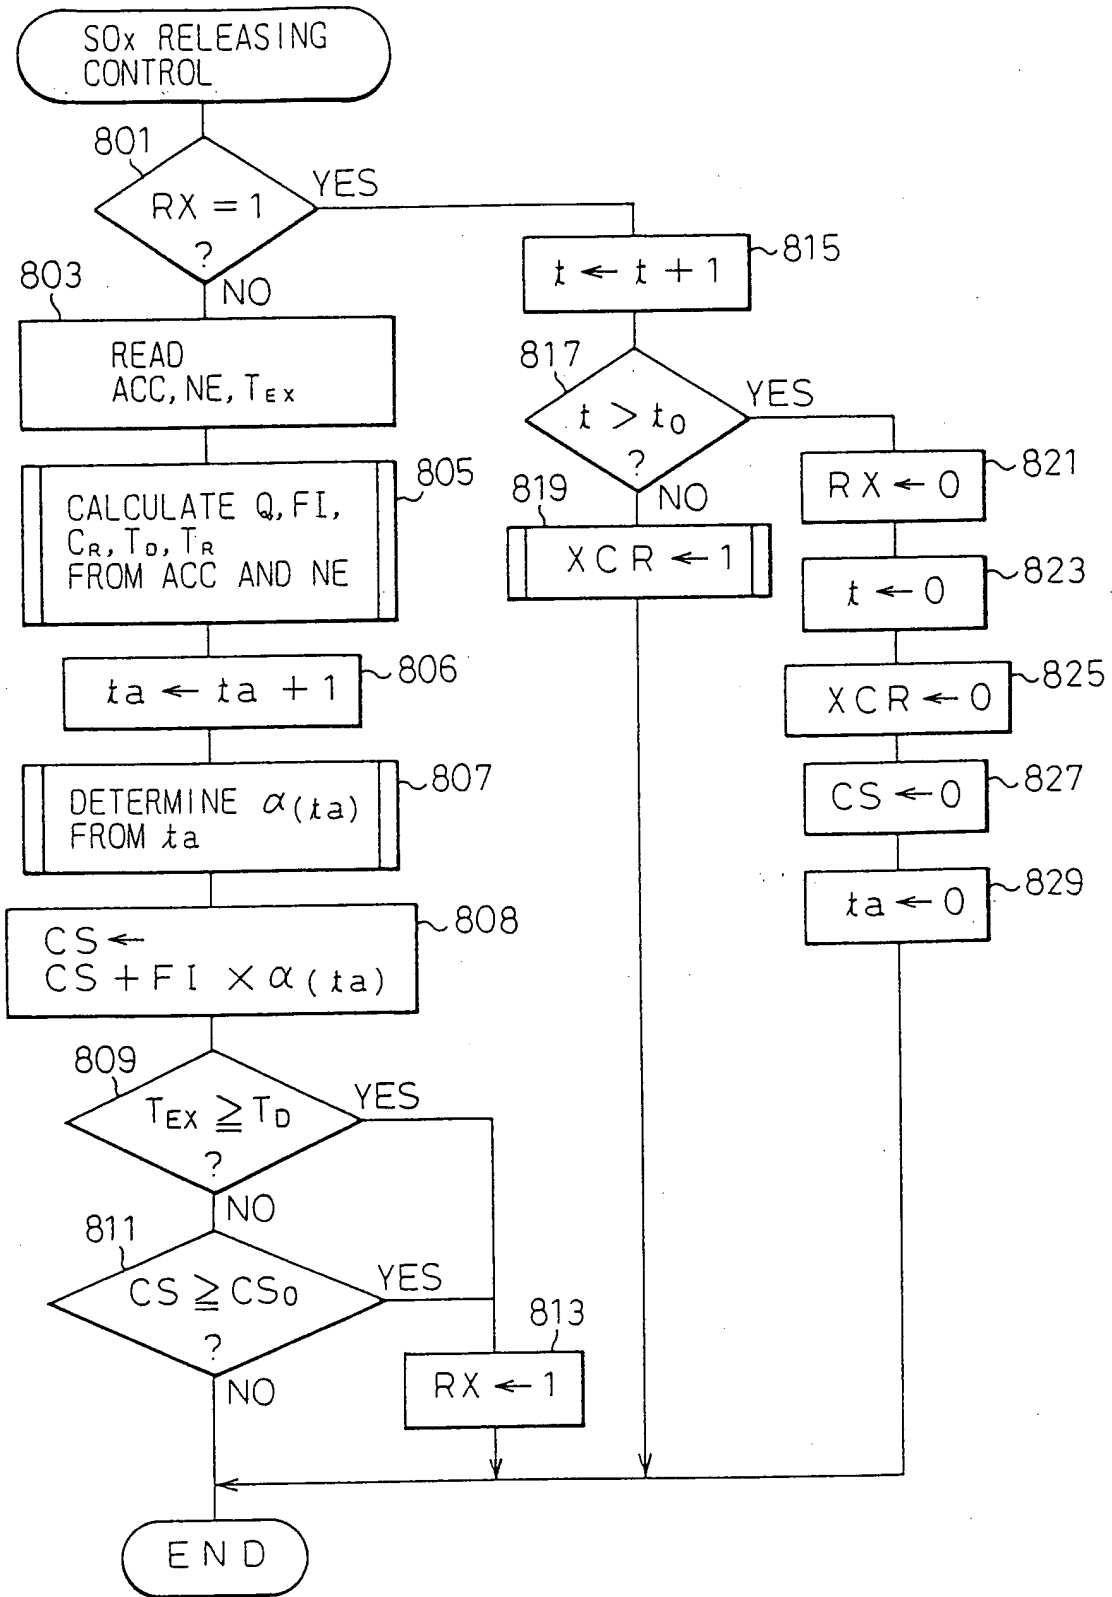 SOx RELEASING
CONTROL
801
RX = 1
?
YES
NO
803
READ
ACC, NE, TEX
805
CALCULATE Q, FI,
CR, TD, TR
FROM ACC AND NE
806
ta ← ta + 1
807
DETERMINE α(ta)
FROM ta
808
CS ←
CS + FI × α(ta)
809
TEX ≧ TD
?
YES
NO
811
CS ≧ CS0
?
YES
NO
813
RX ← 1
815
t ← t + 1
817
t > t0
?
YES
NO
819
XCR ← 1
821
RX ← 0
823
t ← 0
825
XCR ← 0
827
CS ← 0
829
ta ← 0
END